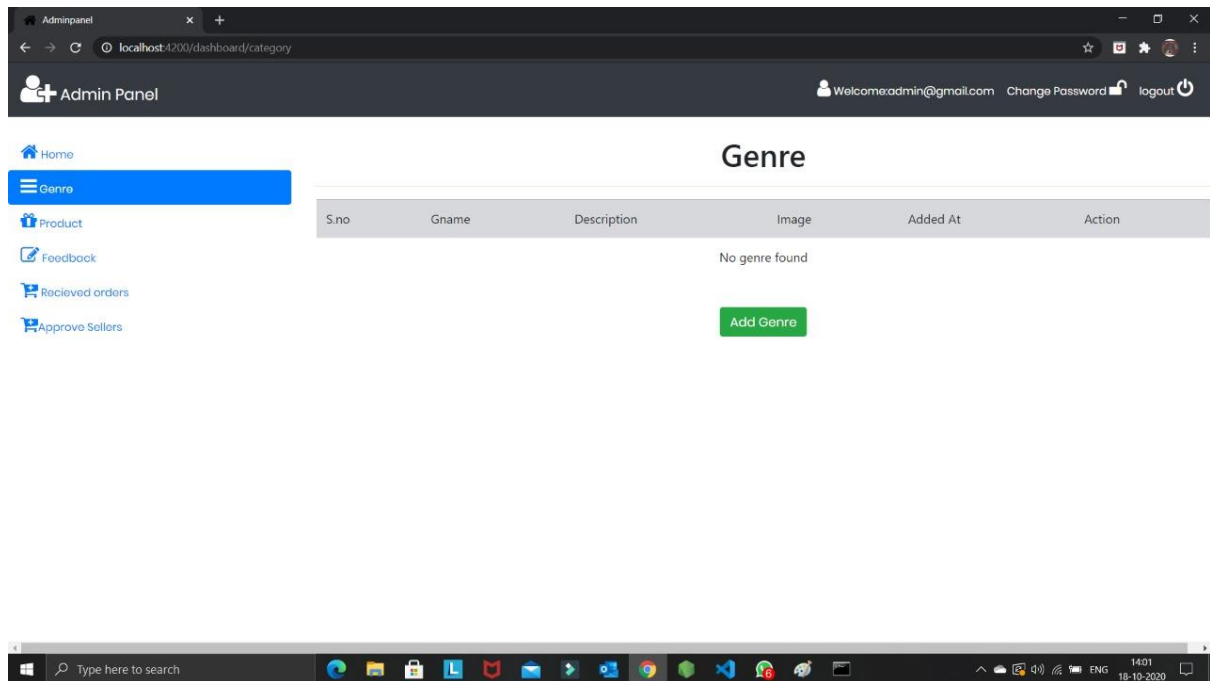 Adminpanel
localhost:4200/dashboard/category
Admin Panel
Welcome:admin@gmail.com Change Password logout
Home
Genre
Product
Feedback
Recieved orders
Approve Sellers
Genre
S.no Gname Description Image Added At Action
No genre found
Add Genre
Type here to search
L
6
ENG
14:01
18-10-2020